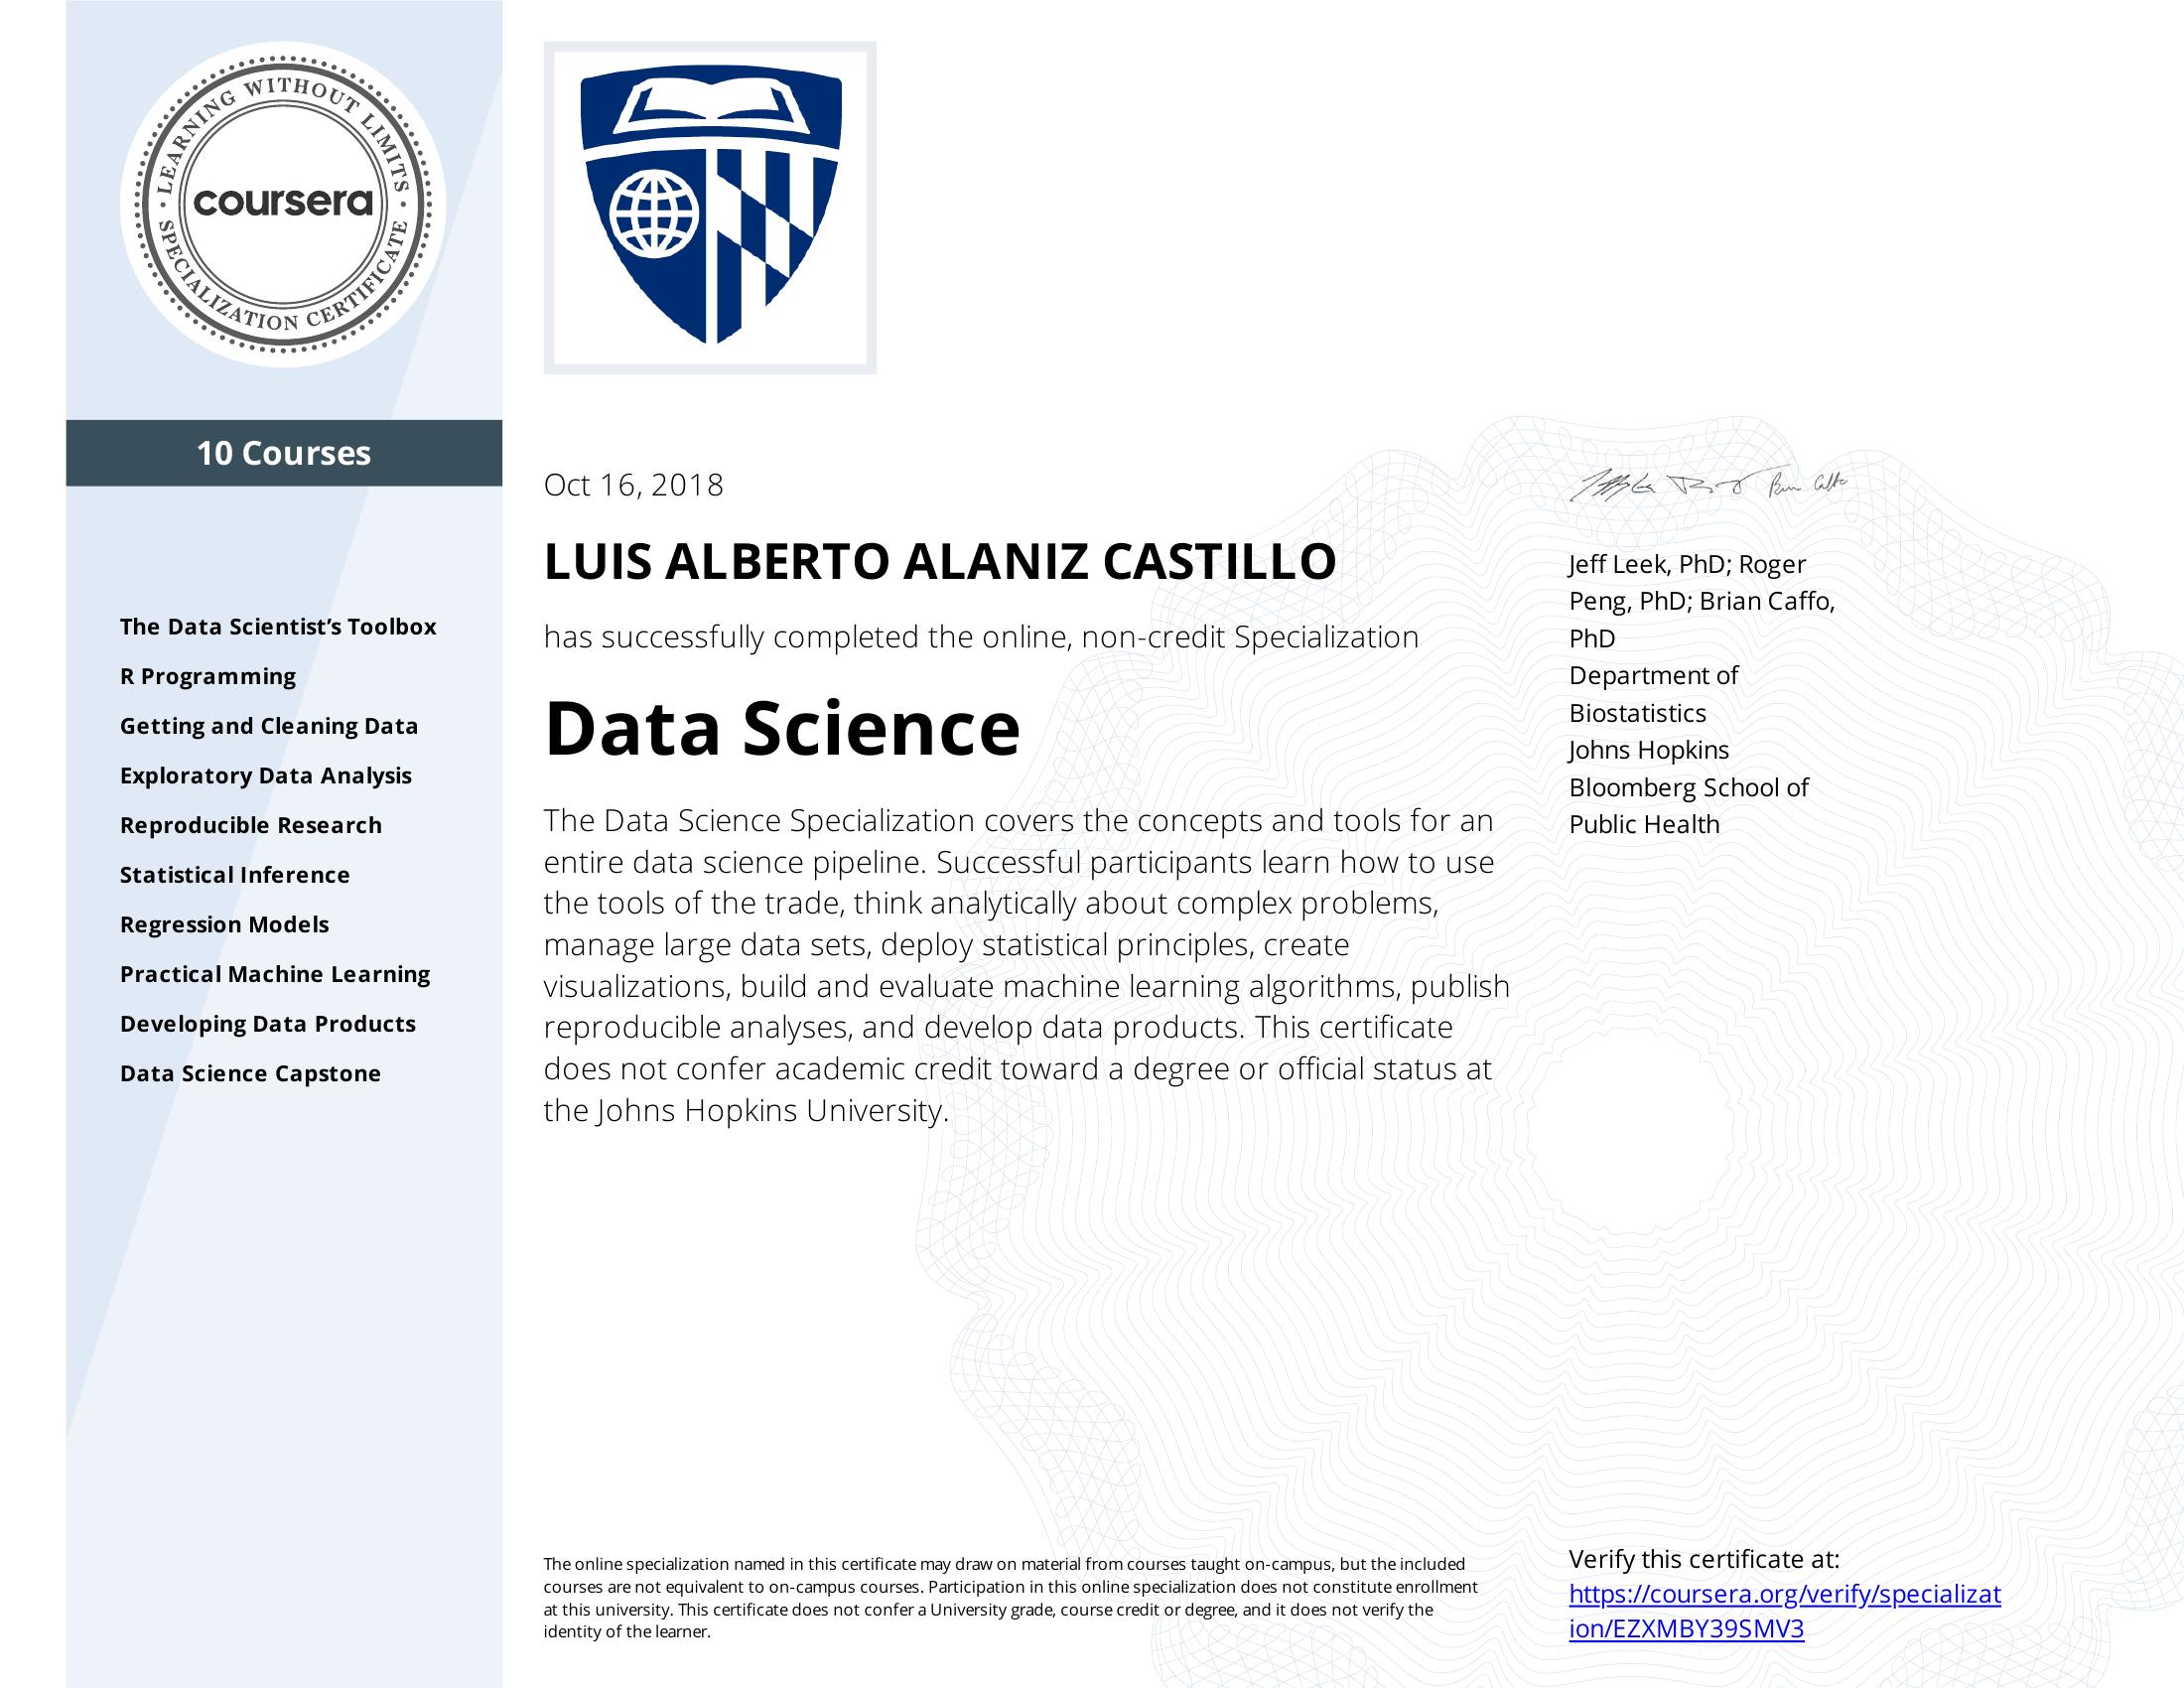 LEARNING WITHOUT LIMITS
coursera
SPECIALIZATION CERTIFICATE
10 Courses
The Data Scientist’s Toolbox
R Programming
Getting and Cleaning Data
Exploratory Data Analysis
Reproducible Research
Statistical Inference
Regression Models
Practical Machine Learning
Developing Data Products
Data Science Capstone
Oct 16, 2018
LUIS ALBERTO ALANIZ CASTILLO
has successfully completed the online, non-credit Specialization
Data Science
The Data Science Specialization covers the concepts and tools for an
entire data science pipeline. Successful participants learn how to use
the tools of the trade, think analytically about complex problems,
manage large data sets, deploy statistical principles, create
visualizations, build and evaluate machine learning algorithms, publish
reproducible analyses, and develop data products. This certificate
does not confer academic credit toward a degree or official status at
the Johns Hopkins University.
Jeff Leek, PhD; Roger
Peng, PhD; Brian Caffo,
PhD
Department of
Biostatistics
Johns Hopkins
Bloomberg School of
Public Health
The online specialization named in this certificate may draw on material from courses taught on-campus, but the included
courses are not equivalent to on-campus courses. Participation in this online specialization does not constitute enrollment
at this university. This certificate does not confer a University grade, course credit or degree, and it does not verify the
identity of the learner.
Verify this certificate at:
https://coursera.org/verify/specializat
ion/EZXMBY39SMV3